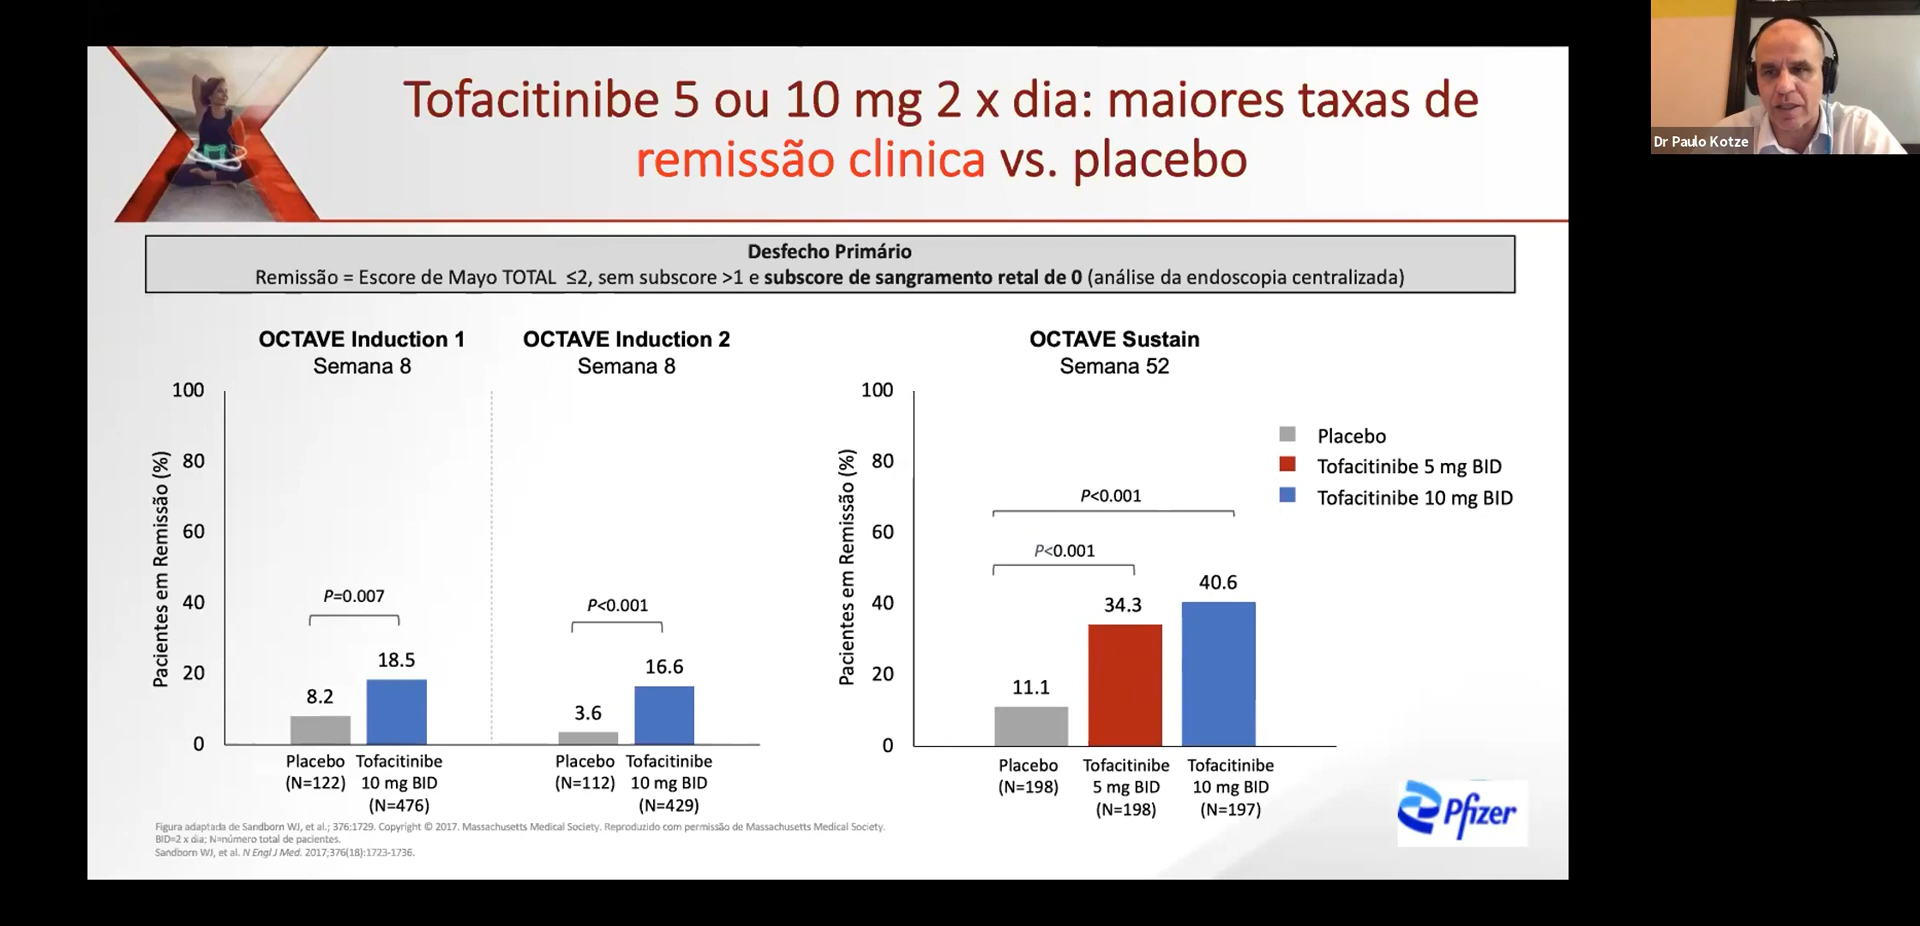 Tofacitinibe 5 ou 10 mg 2 x dia: maiores taxas de
remissão clinica vs. placebo
Dr Paulo Kotze
Desfecho Primário
Remissão = Escore de Mayo TOTAL ≤2, sem subscore >1 e subscore de sangramento retal de 0 (análise da endoscopia centralizada)
OCTAVE Induction 1
Semana 8
OCTAVE Induction 2
Semana 8
Pacientes em Remissão (%)
100
80
60
40
20
0
P=0.007
8.2
18.5
P<0.001
3.6
16.6
Placebo
(N=122)
Tofacitinibe
10 mg BID
(N=476)
Placebo
(N=112)
Tofacitinibe
10 mg BID
(N=429)
OCTAVE Sustain
Semana 52
Pacientes em Remissão (%)
100
80
60
40
20
0
P<0.001
P<0.001
11.1
34.3
40.6
Placebo
(N=198)
Tofacitinibe
5 mg BID
(N=198)
Tofacitinibe
10 mg BID
(N=197)
Placebo
Tofacitinibe 5 mg BID
Tofacitinibe 10 mg BID
Figura adaptada de Sandborn WJ, et al.; 376:1729. Copyright © 2017. Massachusetts Medical Society. Reproduzido com permissão de Massachusetts Medical Society.
BID=2 x dia; N=número total de pacientes.
Sandborn WJ, et al. N Engl J Med. 2017;376(18):1723-1736.
Pfizer